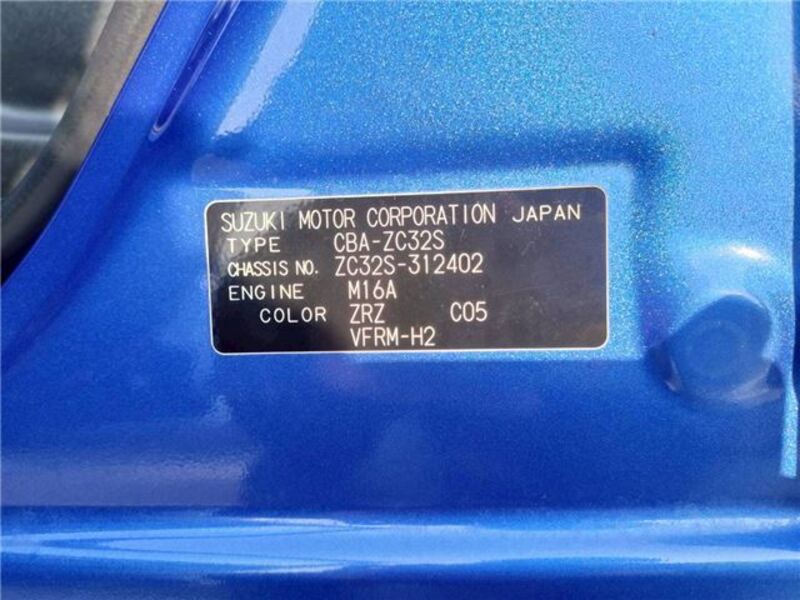 SUZUKI MOTOR CORPORATION JAPAN
TYPE CBA-ZC32S
CHASSIS NO. ZC32S-312402
ENGINE M16A
COLOR ZRZ C05
VFRM-H2